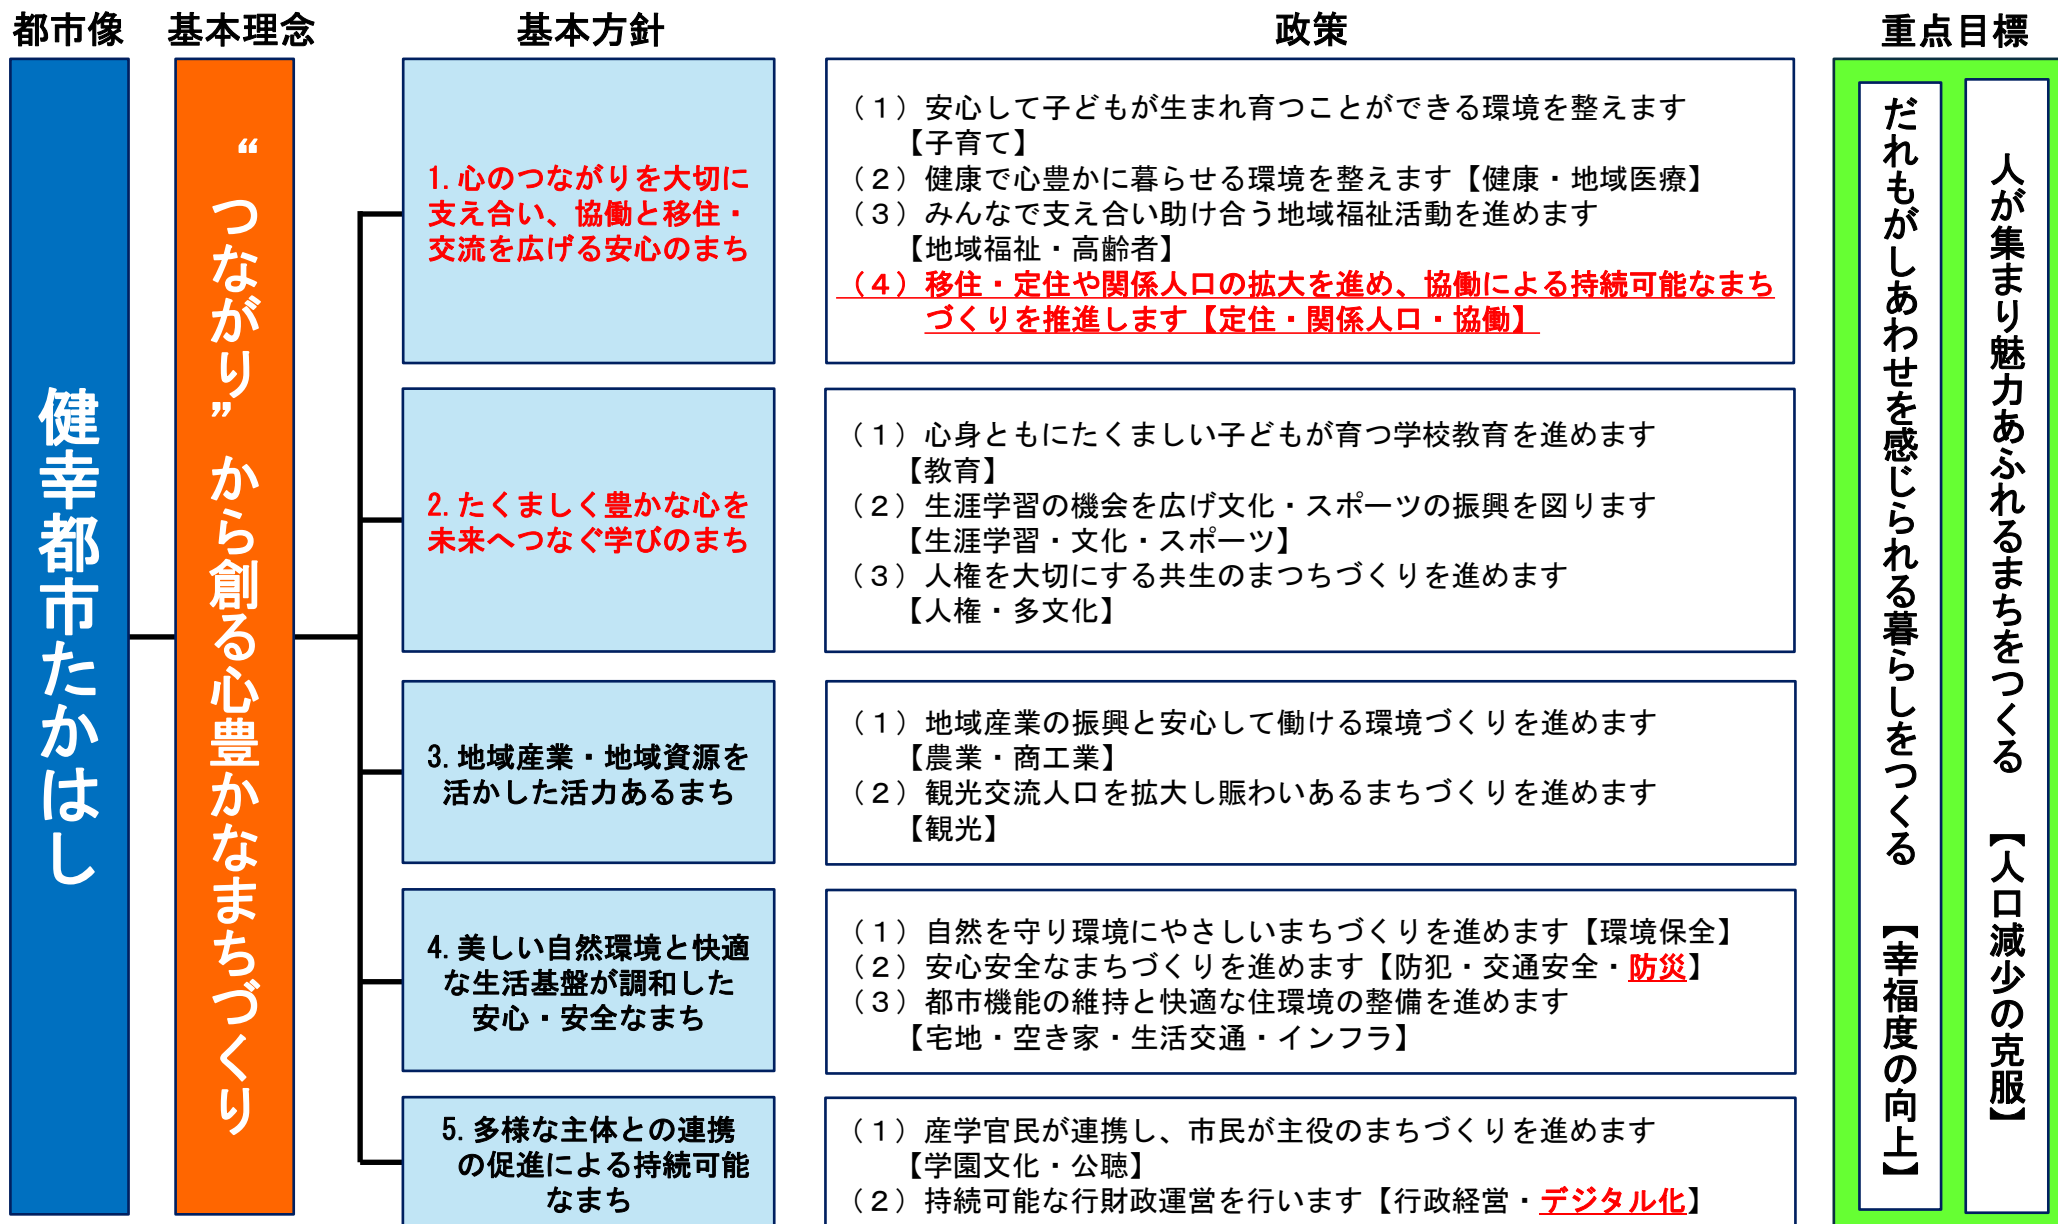 都市像
基本理念
基本方針
政策
重点目標
健幸都市たかはし
“つながり”から創る心豊かなまちづくり
1.心のつながりを大切に
支え合い、協働と移住・
交流を広げる安心のまち
（１）安心して子どもが生まれ育つことができる環境を整えます
【子育て】
（２）健康で心豊かに暮らせる環境を整えます【健康・地域医療】
（３）みんなで支え合い助け合う地域福祉活動を進めます
【地域福祉・高齢者】
（４）移住・定住や関係人口の拡大を進め、協働による持続可能なまち
づくりを推進します【定住・関係人口・協働】
2.たくましく豊かな心を
未来へつなぐ学びのまち
（１）心身ともにたくましい子どもが育つ学校教育を進めます
【教育】
（２）生涯学習の機会を広げ文化・スポーツの振興を図ります
【生涯学習・文化・スポーツ】
（３）人権を大切にする共生のまつちづくりを進めます
【人権・多文化】
3.地域産業・地域資源を
活かした活力あるまち
（１）地域産業の振興と安心して働ける環境づくりを進めます
【農業・商工業】
（２）観光交流人口を拡大し賑わいあるまちづくりを進めます
【観光】
4.美しい自然環境と快適
な生活基盤が調和した
安心・安全なまち
（１）自然を守り環境にやさしいまちづくりを進めます【環境保全】
（２）安心安全なまちづくりを進めます【防犯・交通安全・防災】
（３）都市機能の維持と快適な住環境の整備を進めます
【宅地・空き家・生活交通・インフラ】
5.多様な主体との連携
の促進による持続可能
なまち
（１）産学官民が連携し、市民が主役のまちづくりを進めます
【学園文化・公聴】
（２）持続可能な行財政運営を行います【行政経営・デジタル化】
人が集まり魅力あふれるまちをつくる　【人口減少の克服】
だれもがしあわせを感じられる暮らしをつくる　【幸福度の向上】